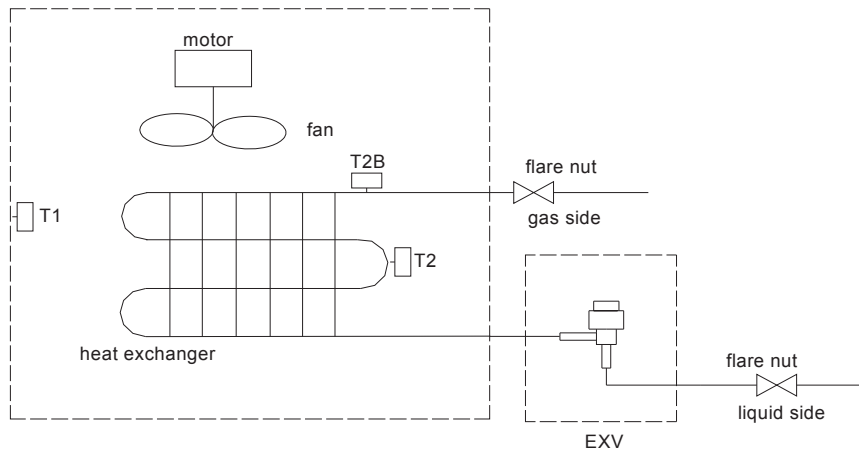 motor
fan
T2B
flare nut
gas side
T1
T2
heat exchanger
flare nut
liquid side
EXV